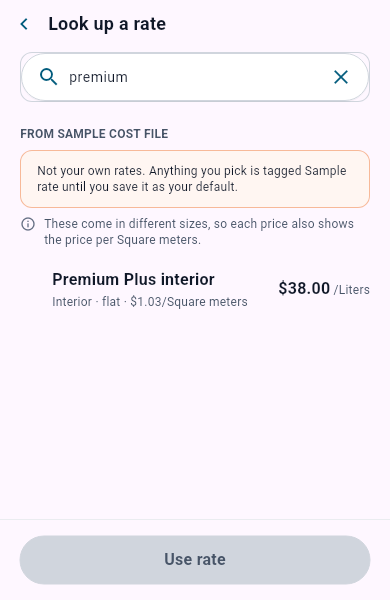 Look up a rate
premium
FROM SAMPLE COST FILE
Not your own rates. Anything you pick is tagged Sample
rate until you save it as your default.
These come in different sizes, so each price also shows
the price per Square meters.
Premium Plus interior
$38.00 /Liters
Interior · flat · $1.03/Square meters
Use rate